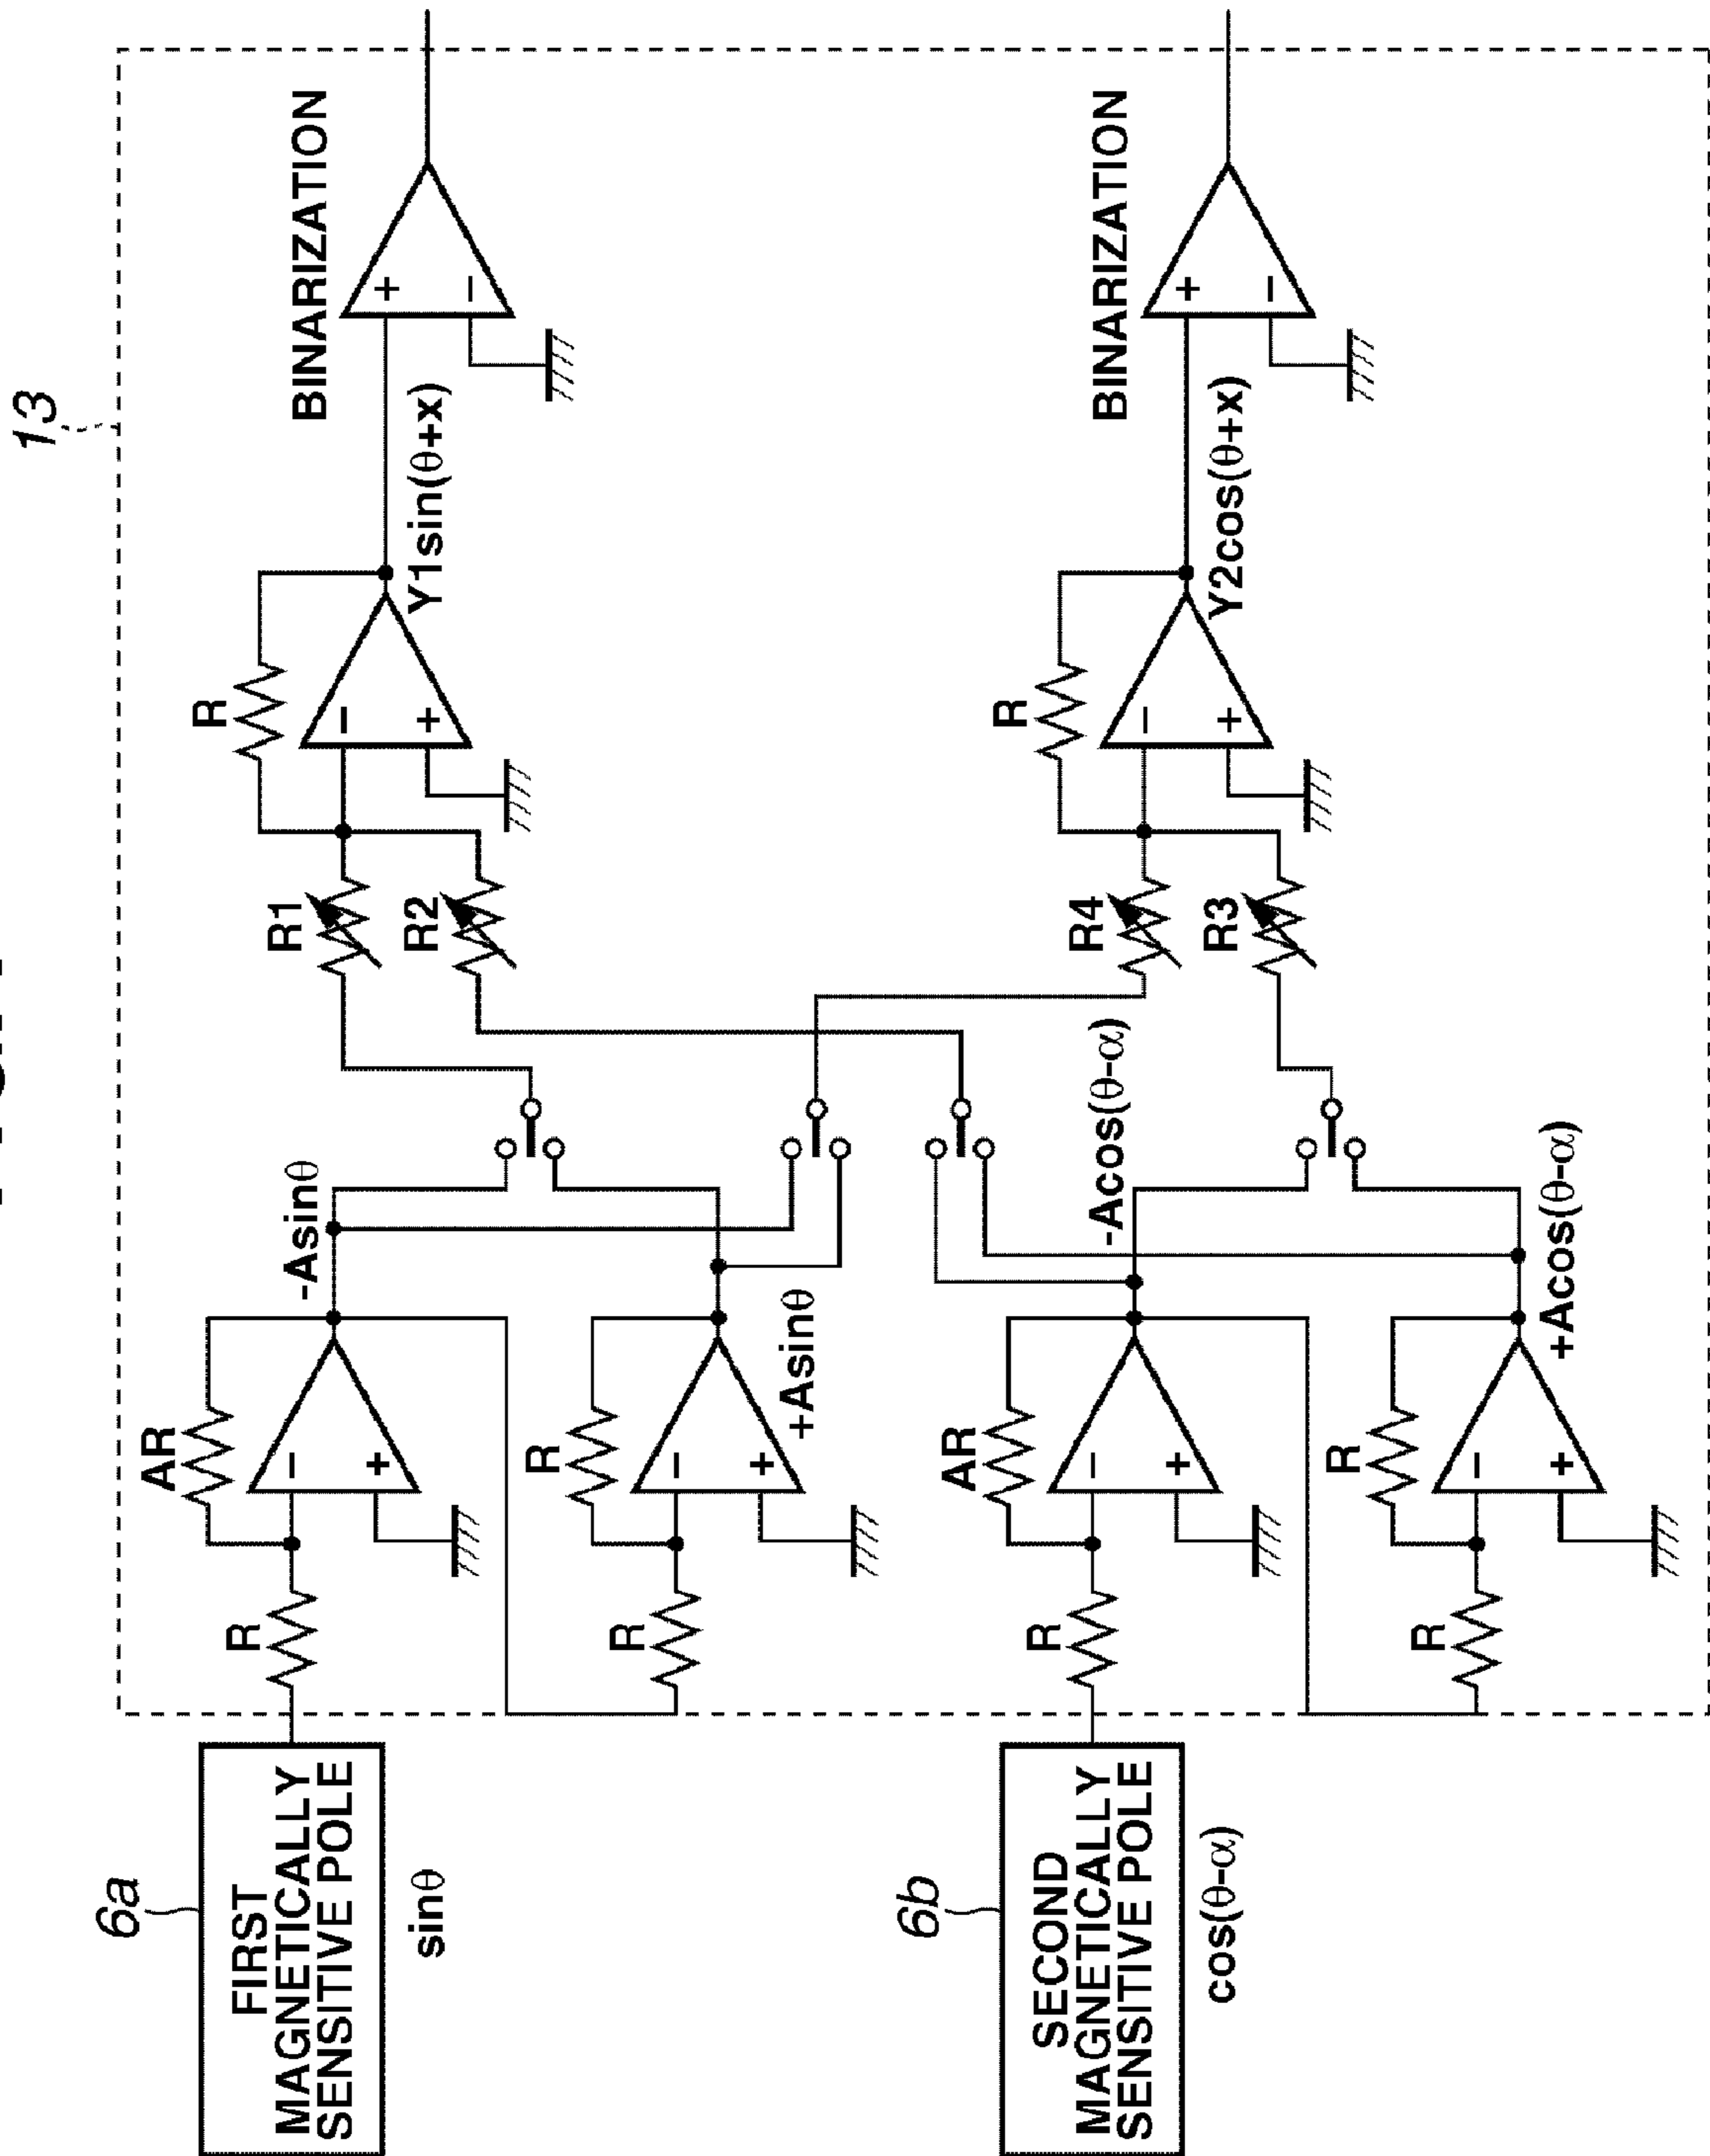 13
6a
FIRST
MAGNETICALLY
SENSITIVE POLE
sinθ
R
AR
−
+
-Asinθ
R
R
−
+
+Asinθ
R1
R2
R
−
+
Y1sin(θ+x)
BINARIZATION
+
−
6b
SECOND
MAGNETICALLY
SENSITIVE POLE
cos(θ-α)
R
AR
−
+
-Acos(θ-α)
R
R
−
+
+Acos(θ-α)
R4
R3
R
−
+
Y2cos(θ+x)
BINARIZATION
+
−